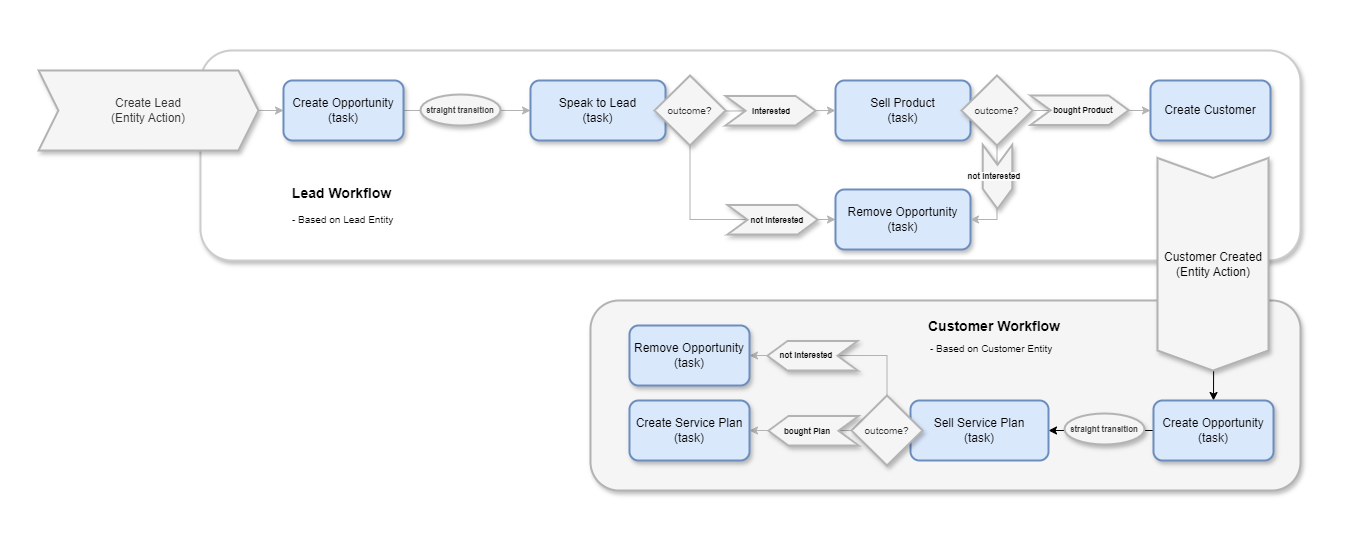 Create Lead
(Entity Action)
Create Opportunity
(task)
straight transition
Speak to Lead
(task)
outcome?
Interested
Sell Product
(task)
outcome?
bought Product
Create Customer
not Interested
Lead Workflow
- Based on Lead Entity
not Interested
Remove Opportunity
(task)
Customer Created
(Entity Action)
Customer Workflow
- Based on Customer Entity
Remove Opportunity
(task)
not Interested
Create Service Plan
(task)
bought Plan
outcome?
Sell Service Plan
(task)
straight transition
Create Opportunity
(task)